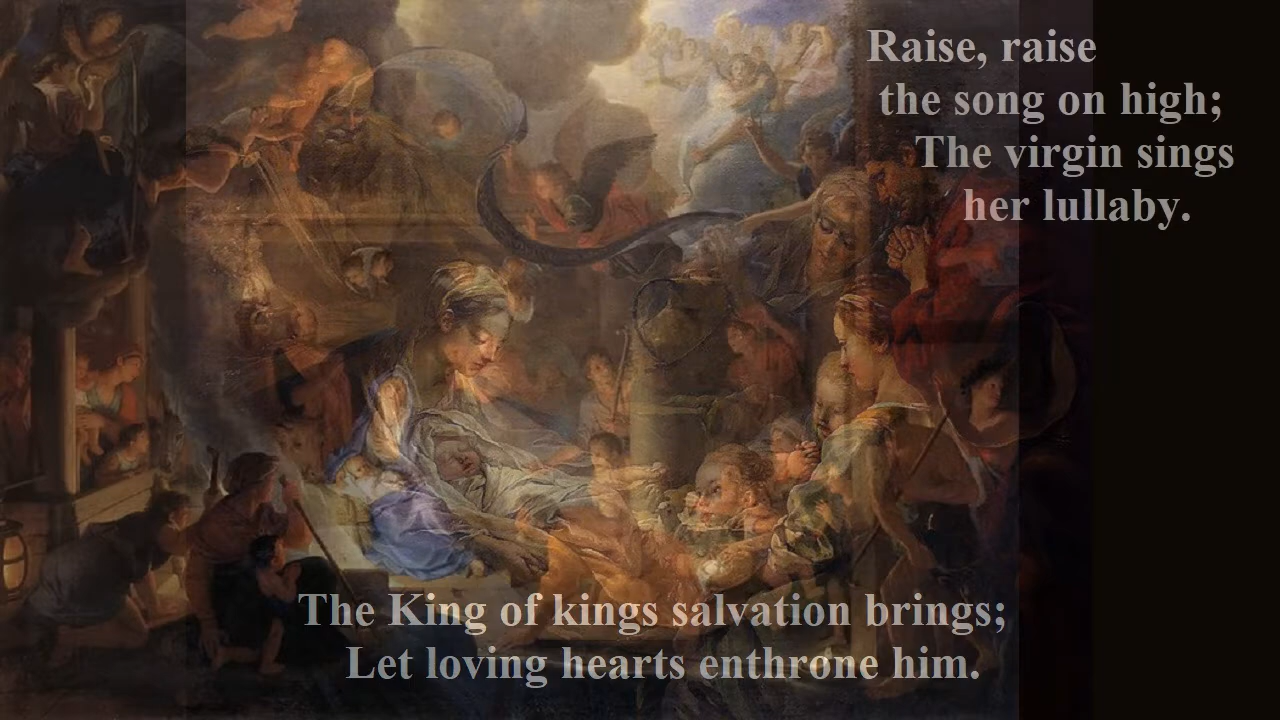 Raise, raise
the song on high;
The virgin sings
her lullaby.
The King of kings salvation brings;
Let loving hearts enthrone him.